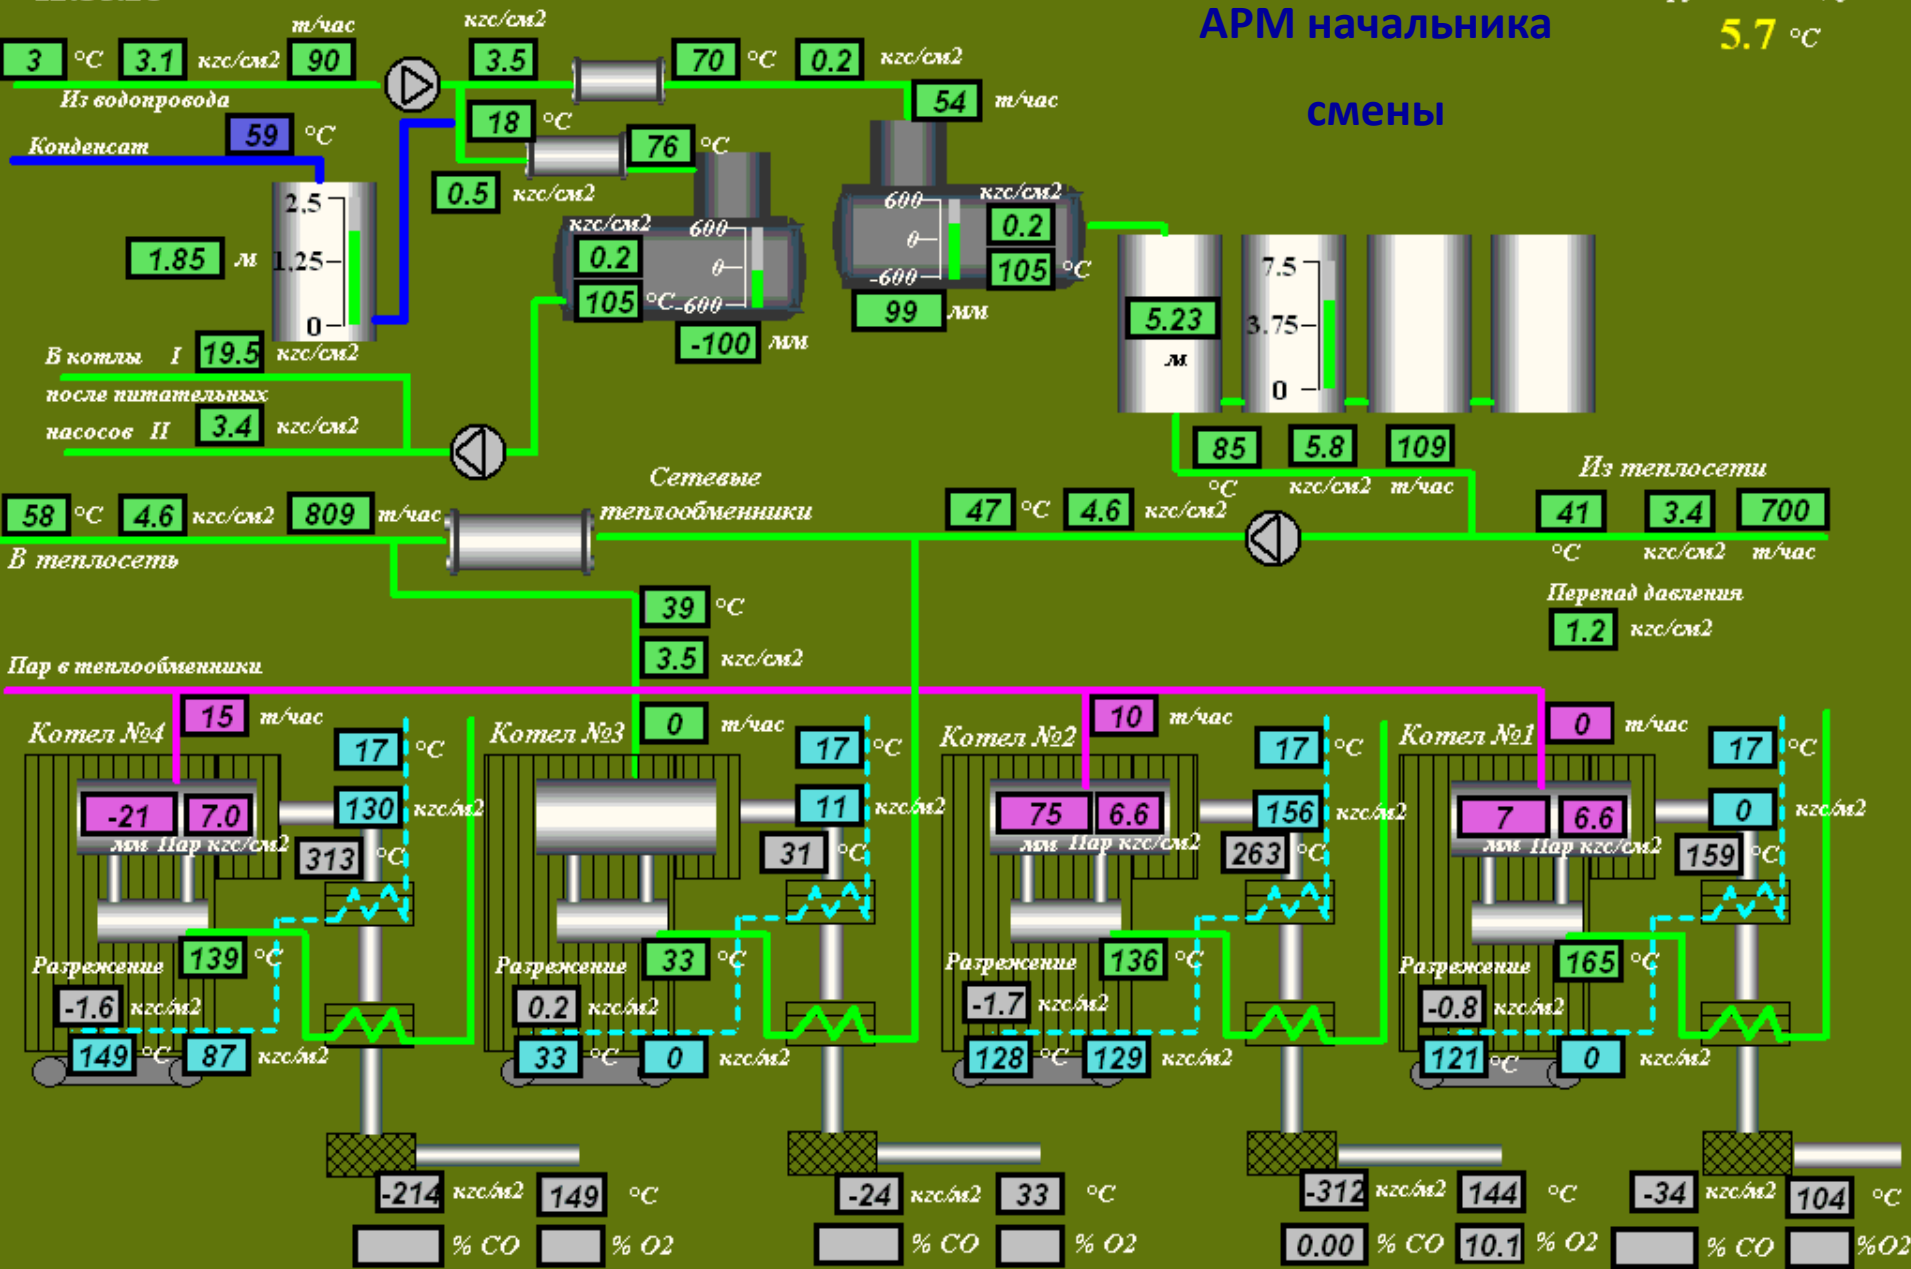 АРМ начальника
смены
5.7 °C
т/час кгс/см2
3 °C 3.1 кгс/см2 90 3.5 70 °C 0.2 кгс/см2
Из водопровода
54 т/час
18 °C
Конденсат 59 °C
76 °C
0.5 кгс/см2
2,5
1,25
0
1.85 м
кгс/см2
0.2
105 °C
600
0
-600
-100 мм
600
0
-600
кгс/см2
0.2
105 °C
99 мм
5.23
м
7.5
3.75
0
В котлы I 19.5 кгс/см2
после питательных
насосов II 3.4 кгс/см2
85 5.8 109
°C кгс/см2 т/час
Сетевые
теплообменники
Из теплосети
58 °C 4.6 кгс/см2 809 т/час
В теплосеть
47 °C 4.6 кгс/см2
41 3.4 700
°C кгс/см2 т/час
Перепад давления
1.2 кгс/см2
39 °C
3.5 кгс/см2
Пар в теплообменники
Котел №4 15 т/час
17 °C
-21 7.0 130 кгс/м2
мм Пар кгс/см2
313 °C
139 °C
Разрежение
-1.6 кгс/м2
149 °C 87 кгс/м2
-214 кгс/м2 149 °C
% CO % O2
Котел №3 0 т/час
17 °C
11 кгс/м2
31 °C
33 °C
Разрежение
0.2 кгс/м2
33 °C 0 кгс/м2
-24 кгс/м2 33 °C
% CO % O2
Котел №2 10 т/час
17 °C
75 6.6 156 кгс/м2
мм Пар кгс/см2
263 °C
136 °C
Разрежение
-1.7 кгс/м2
128 °C 129 кгс/м2
-312 кгс/м2 144 °C
0.00 % CO 10.1 % O2
Котел №1 0 т/час
17 °C
7 6.6 0 кгс/м2
мм Пар кгс/см2
159 °C
165 °C
Разрежение
-0.8 кгс/м2
121 °C 0 кгс/м2
-34 кгс/м2 104 °C
% CO %O2